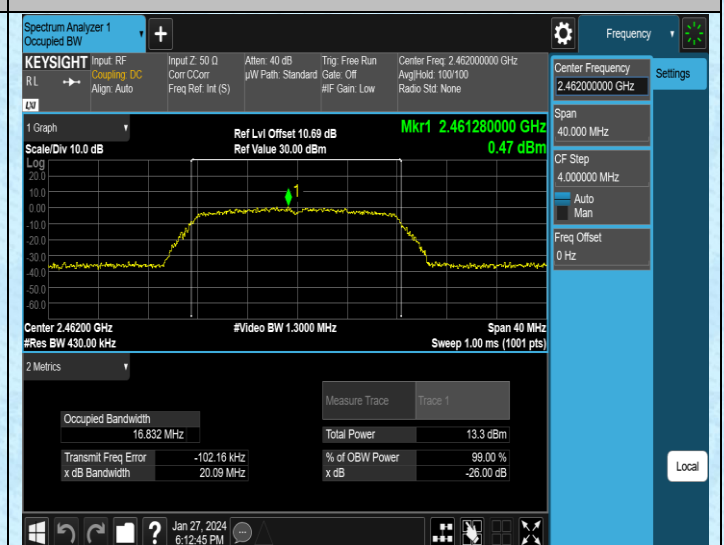 Spectrum Analyzer 1
Occupied BW
Frequency
KEYSIGHT
RL
LXI
Input: RF
Coupling: DC
Align: Auto
Input Z: 50 Ω
Corr CCorr
Freq Ref: Int (S)
Atten: 40 dB
µW Path: Standard
Trig: Free Run
Gate: Off
#IF Gain: Low
Center Freq: 2.462000000 GHz
Avg|Hold: 100/100
Radio Std: None
Center Frequency
2.462000000 GHz
Settings
Span
40.000 MHz
CF Step
4.000000 MHz
Auto
Man
Freq Offset
0 Hz
Local
1 Graph
Scale/Div 10.0 dB
Ref Lvl Offset 10.69 dB
Ref Value 30.00 dBm
Mkr1 2.461280000 GHz
0.47 dBm
Log
20.0
10.0
0.00
-10.0
-20.0
-30.0
-40.0
-50.0
-60.0
1
Center 2.46200 GHz
#Res BW 430.00 kHz
#Video BW 1.3000 MHz
Span 40 MHz
Sweep 1.00 ms (1001 pts)
2 Metrics
Measure Trace Trace 1
Occupied Bandwidth
16.832 MHz
Total Power 13.3 dBm
Transmit Freq Error -102.16 kHz
% of OBW Power 99.00 %
x dB Bandwidth 20.09 MHz
x dB -26.00 dB
?
Jan 27, 2024
6:12:45 PM